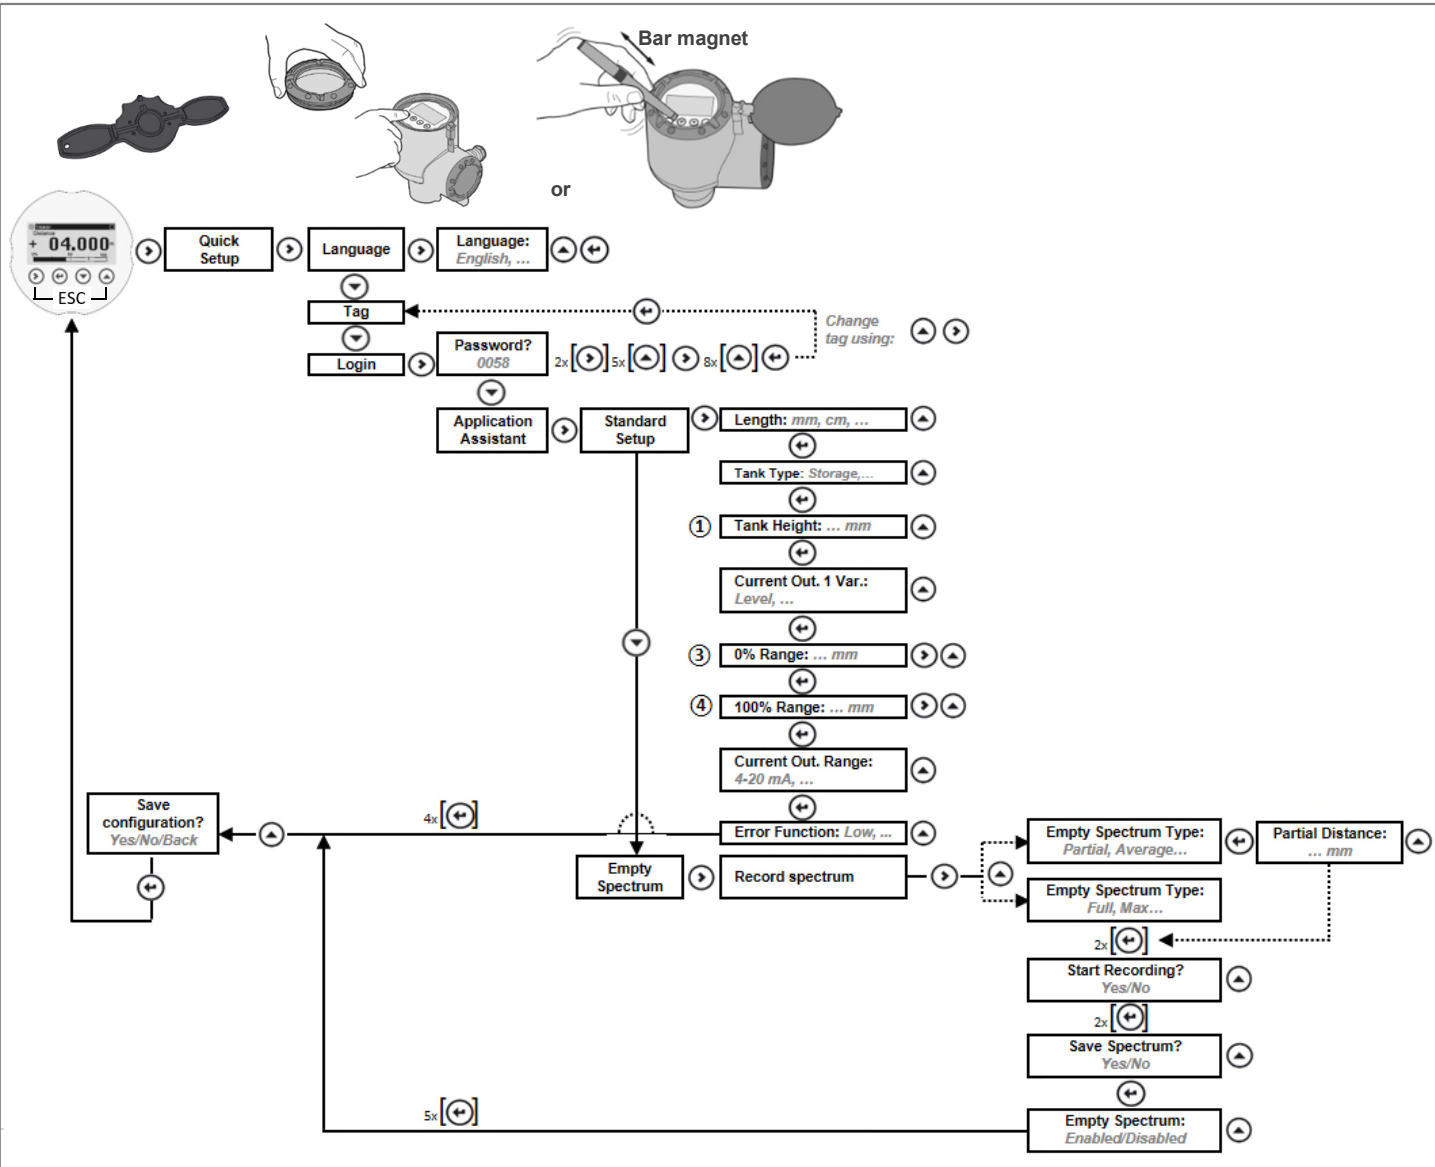 Bar magnet
or
Distance
+ 04.000
ESC
Quick
Setup
Language
Language:
English, ...
Tag
Change
tag using:
Login
Password?
0058
2x[ ] 5x[ ] 8x[ ]
Application
Assistant
Standard
Setup
Length: mm, cm, ...
Tank Type: Storage,...
① Tank Height: ... mm
Current Out. 1 Var.:
Level, ...
③ 0% Range: ... mm
④ 100% Range: ... mm
Current Out. Range:
4-20 mA, ...
Error Function: Low, ...
4x[ ]
Save
configuration?
Yes/No/Back
Empty
Spectrum
Record spectrum
Empty Spectrum Type:
Partial, Average...
Partial Distance:
... mm
Empty Spectrum Type:
Full, Max...
2x[ ]
Start Recording?
Yes/No
2x[ ]
Save Spectrum?
Yes/No
5x[ ]
Empty Spectrum:
Enabled/Disabled